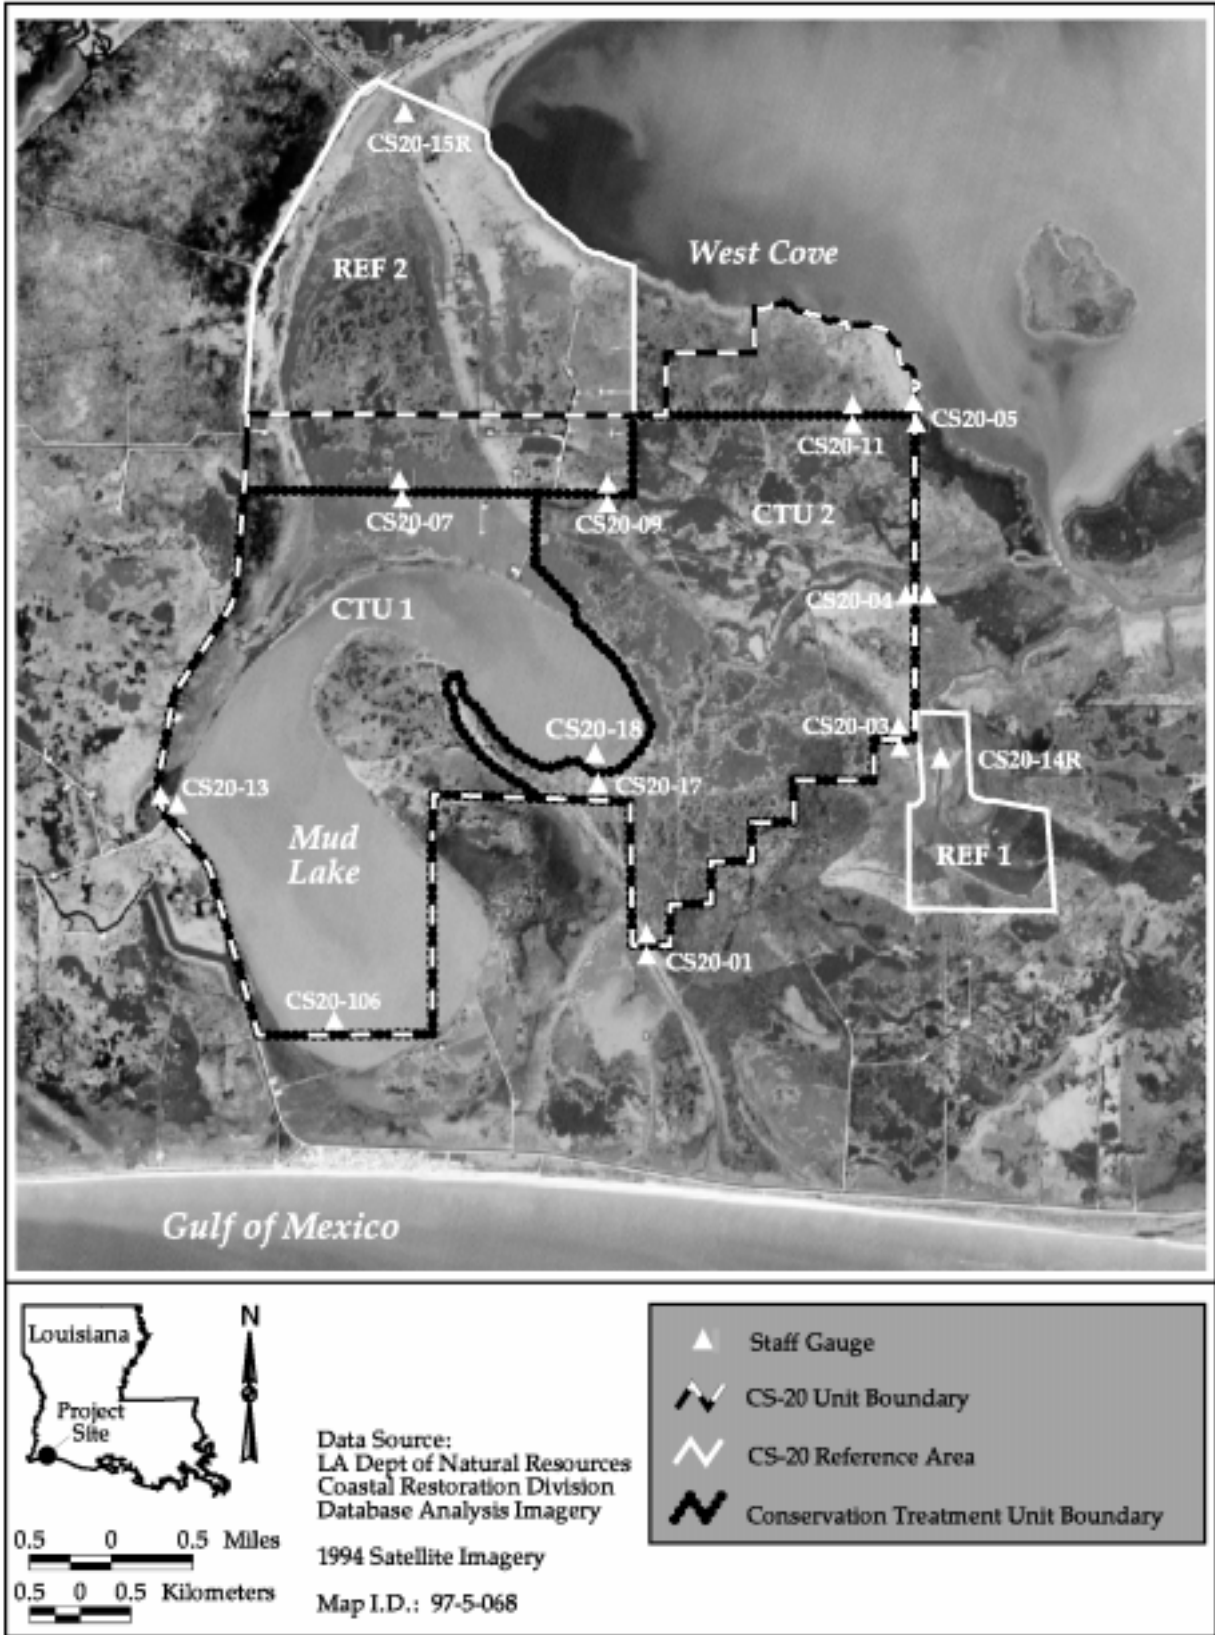 CS20-15R
West Cove
REF 2
CS20-05
CS20-11
CTU 2
CS20-07
CS20-09
CS20-04
CTU 1
CS20-03
CS20-18
CS20-14R
CS20-17
CS20-13
Mud
Lake
REF 1
CS20-01
CS20-106
Gulf of Mexico
Louisiana
Project
Site
N
0.5 0 0.5 Miles
0.5 0 0.5 Kilometers
Data Source:
LA Dept of Natural Resources
Coastal Restoration Division
Database Analysis Imagery
1994 Satellite Imagery
Map I.D.: 97-5-068
Staff Gauge
CS-20 Unit Boundary
CS-20 Reference Area
Conservation Treatment Unit Boundary